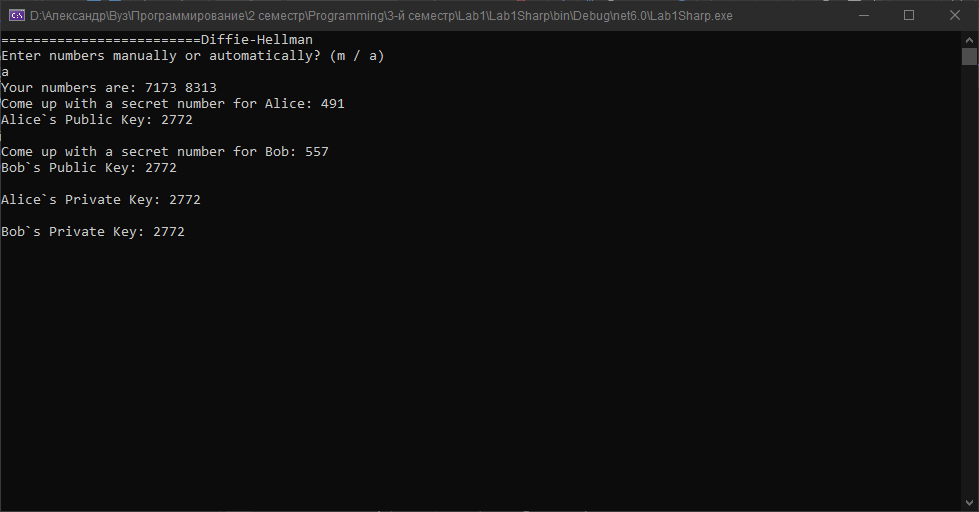 D:\Александр\Вуз\Программирование\2 семестр\Programming\3-й семестр\Lab1\Lab1Sharp\bin\Debug\net6.0\Lab1Sharp.exe
=========================Diffie-Hellman
Enter numbers manually or automatically? (m / a)
a
Your numbers are: 7173 8313
Come up with a secret number for Alice: 491
Alice`s Public Key: 2772
Come up with a secret number for Bob: 557
Bob`s Public Key: 2772
Alice`s Private Key: 2772
Bob`s Private Key: 2772